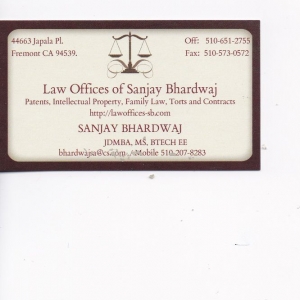 44663 Japala Pl. Off: 510-651-2755
Fremont CA 94539. Fax: 510-573-0572
Law Offices of Sanjay Bhardwaj
Patents, Intellectual Property, Family Law, Torts and Contracts
http://lawoffices-sb.com
SANJAY BHARDWAJ
JDMBA, MS, BTECH EE
Mobile 510-207-8283